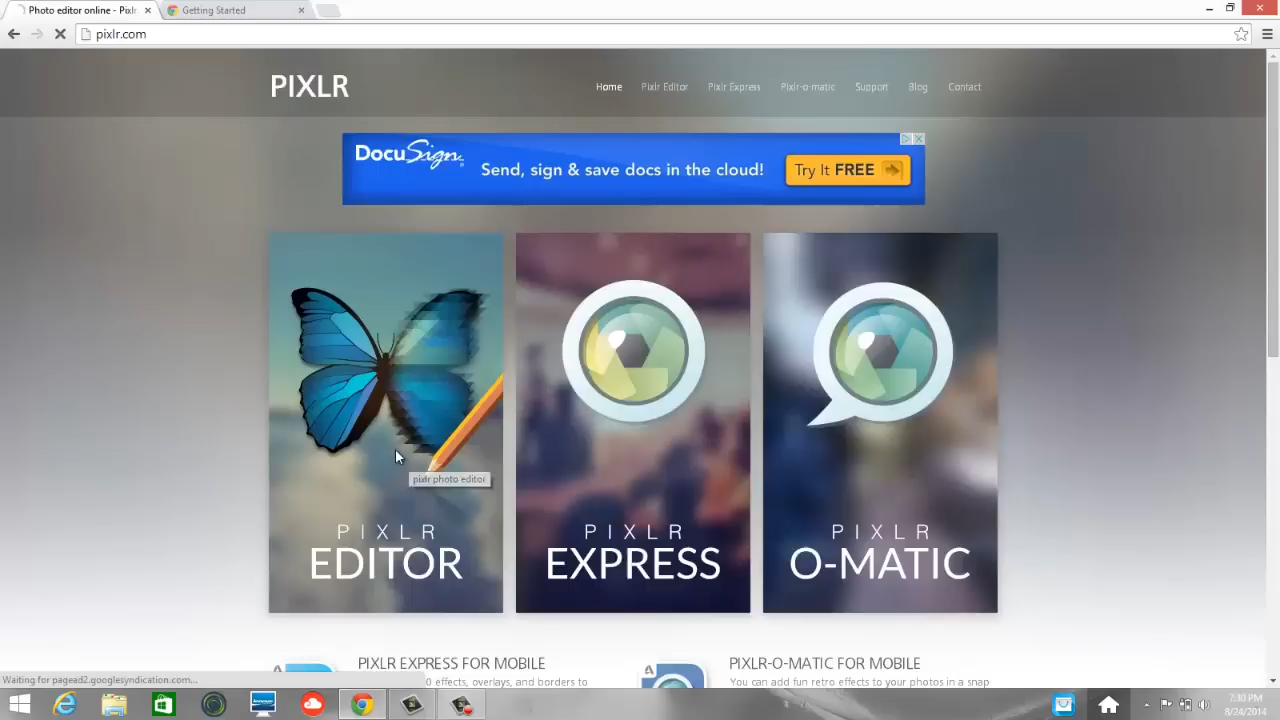 Photo editor online - Pixlr
Getting Started
pixlr.com
PIXLR
Home Pixlr Editor Pixlr Express Pixlr-o-matic Support Blog Contact
DocuSign
Send, sign & save docs in the cloud!
Try It FREE
pixlr photo editor
PIXLR
EDITOR
PIXLR
EXPRESS
PIXLR
O-MATIC
PIXLR EXPRESS FOR MOBILE
0 effects, overlays, and borders to
PIXLR-O-MATIC FOR MOBILE
You can add fun retro effects to your photos in a snap
Waiting for pagead2.googlesyndication.com...
7:30 PM
8/24/2014